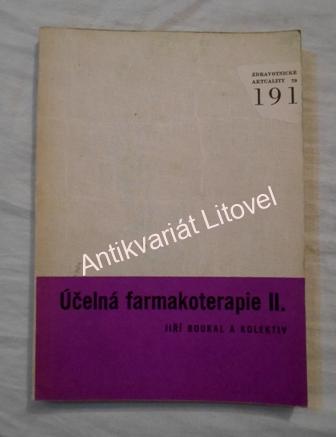 ZDRAVOTNICKÉ
AKTUALITY 79
191
Antikvariát Litovel
Účelná farmakoterapie II.
JIŘÍ BOUKAL A KOLEKTIV